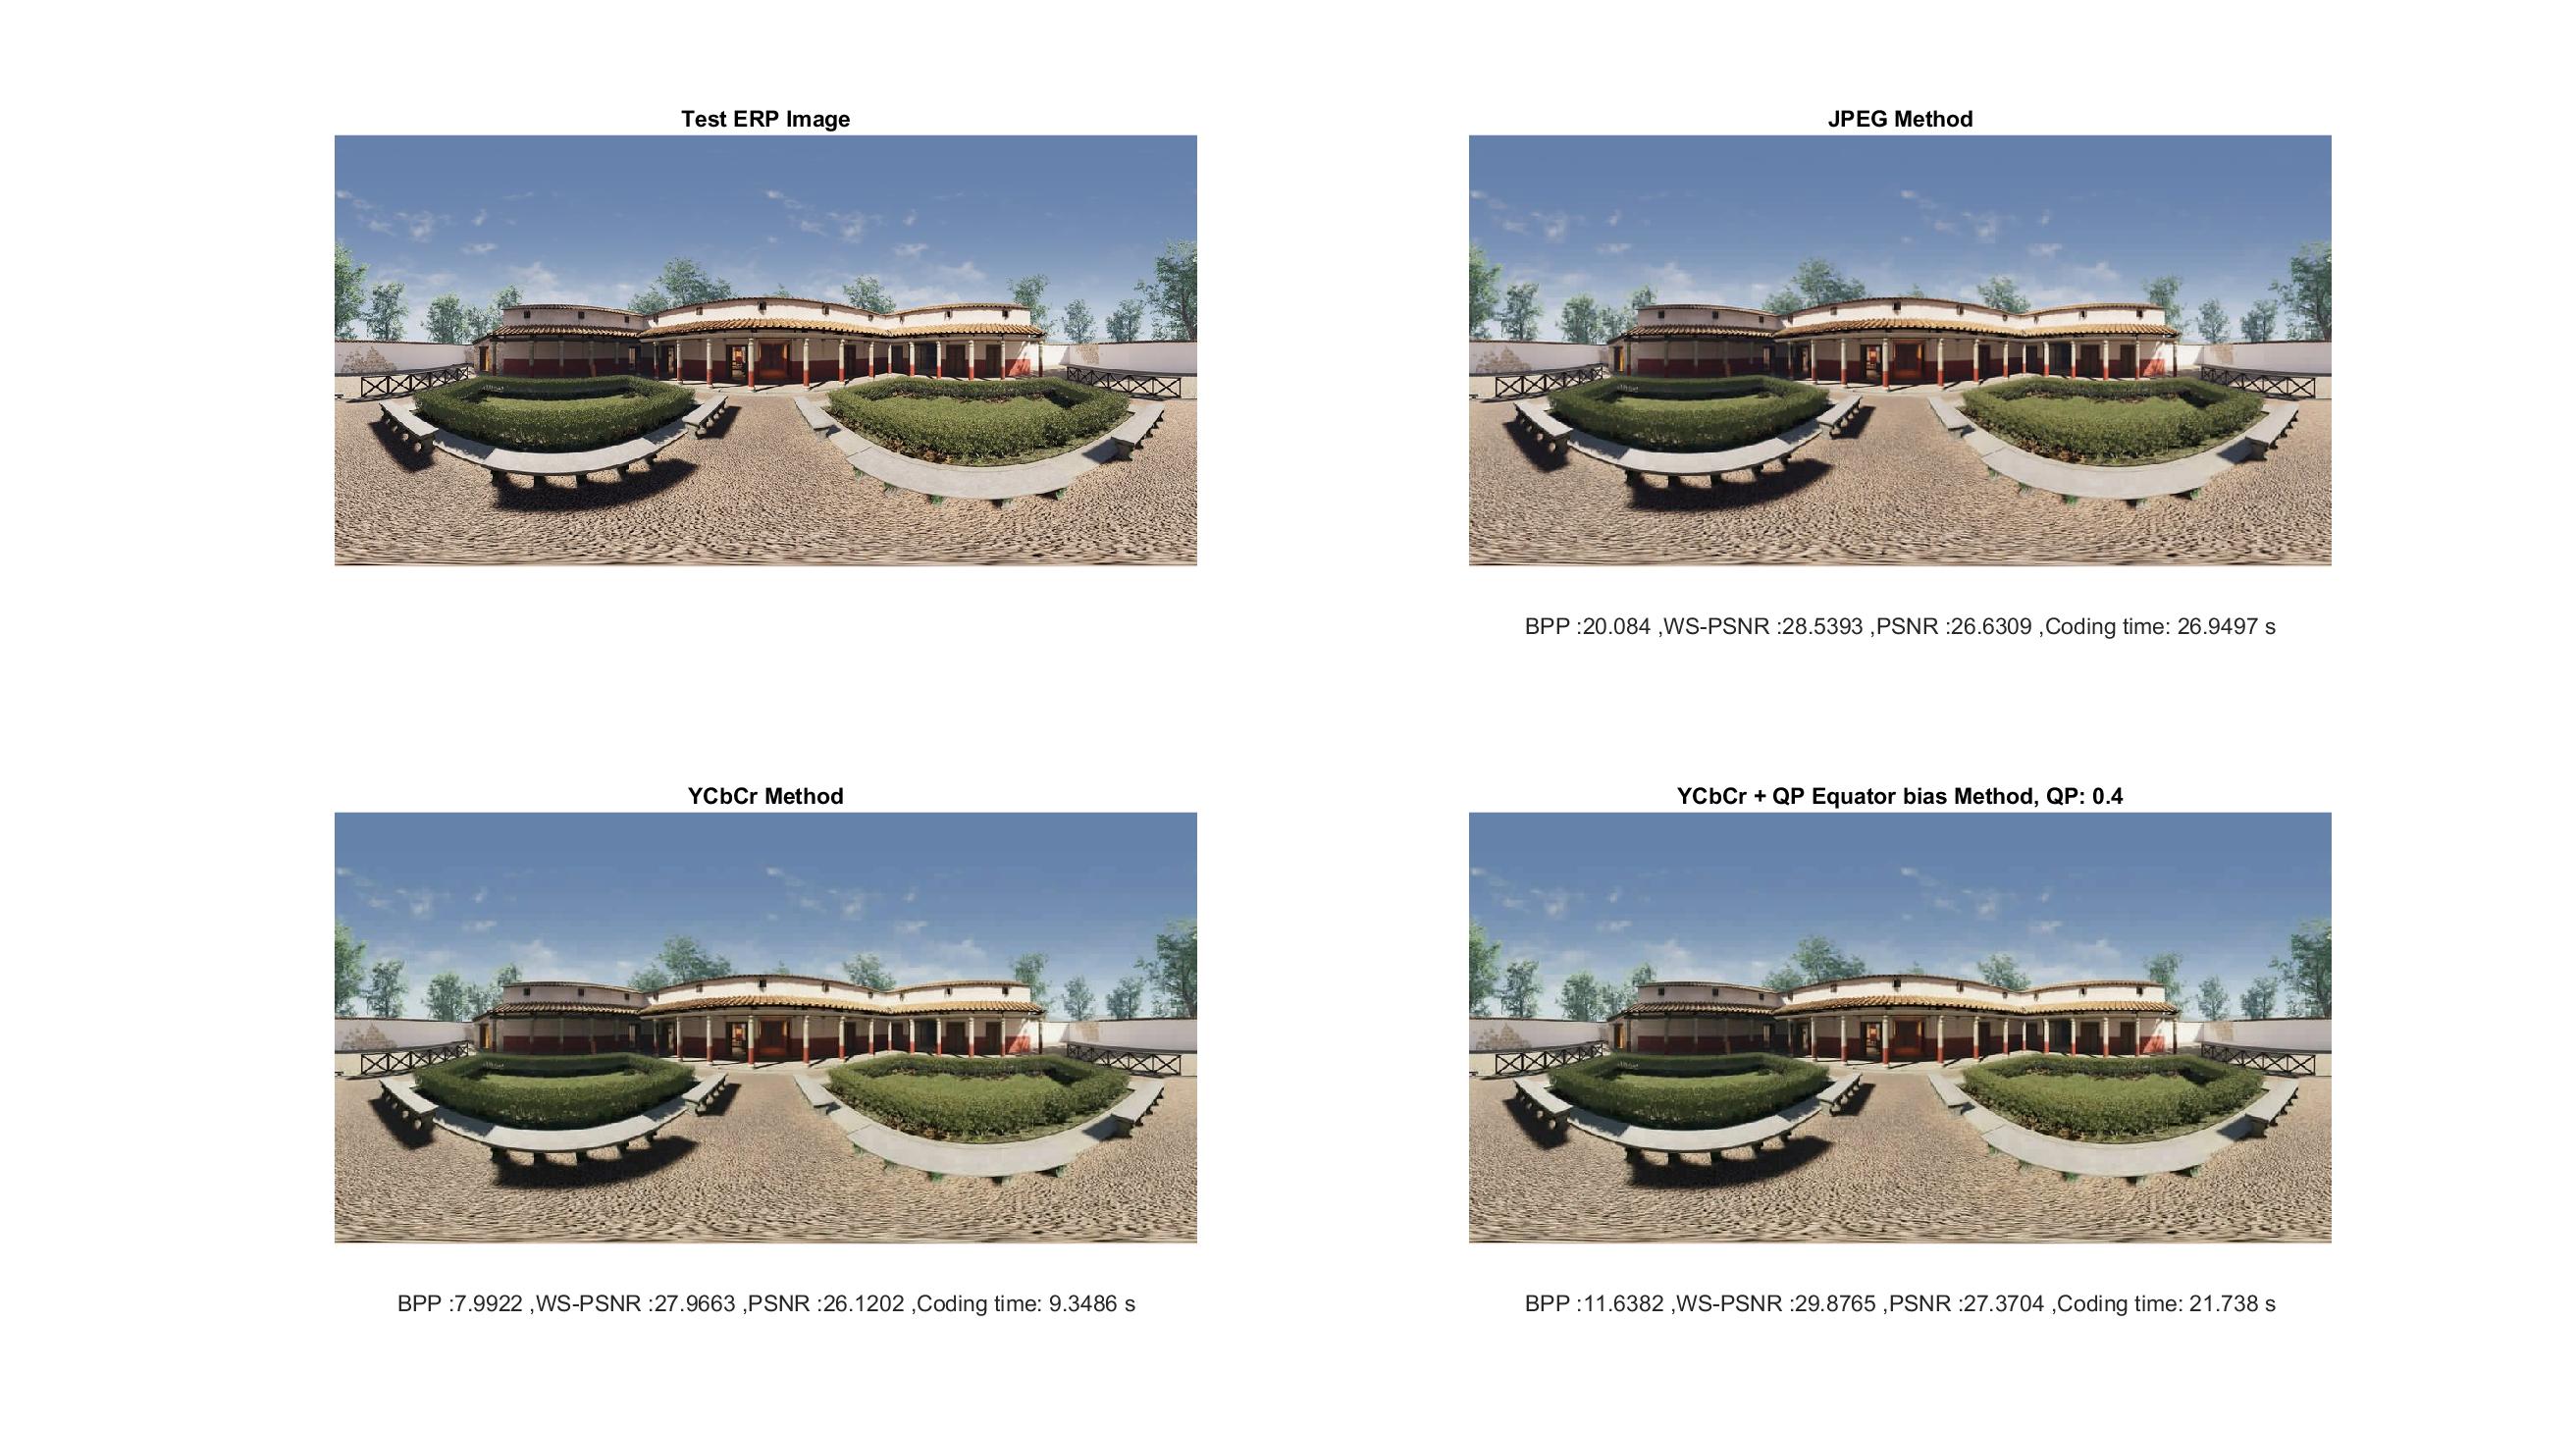 Test ERP Image
JPEG Method
BPP :20.084 ,WS-PSNR :28.5393 ,PSNR :26.6309 ,Coding time: 26.9497 s
YCbCr Method
YCbCr + QP Equator bias Method, QP: 0.4
BPP :7.9922 ,WS-PSNR :27.9663 ,PSNR :26.1202 ,Coding time: 9.3486 s
BPP :11.6382 ,WS-PSNR :29.8765 ,PSNR :27.3704 ,Coding time: 21.738 s